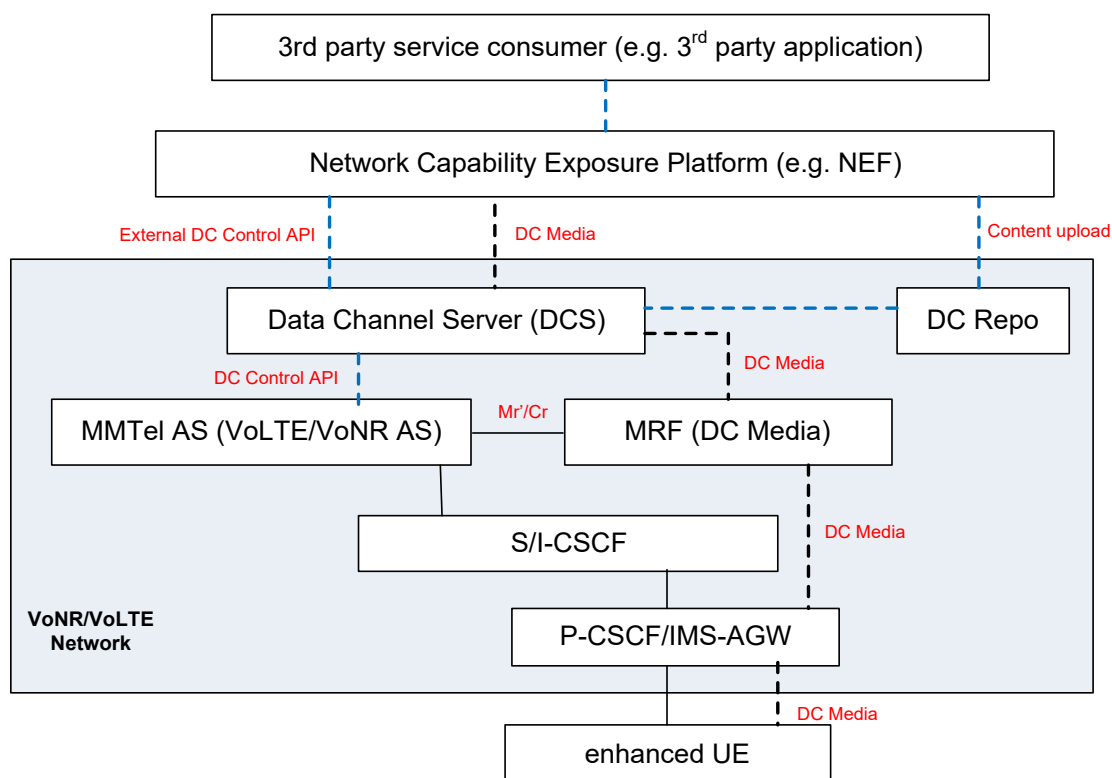 3rd party service consumer (e.g. 3rd party application)
Network Capability Exposure Platform (e.g. NEF)
External DC Control API
DC Media
Content upload
Data Channel Server (DCS)
DC Repo
DC Media
DC Control API
MMTel AS (VoLTE/VoNR AS)
Mr’/Cr
MRF (DC Media)
S/I-CSCF
DC Media
VoNR/VoLTE
Network
P-CSCF/IMS-AGW
DC Media
enhanced UE